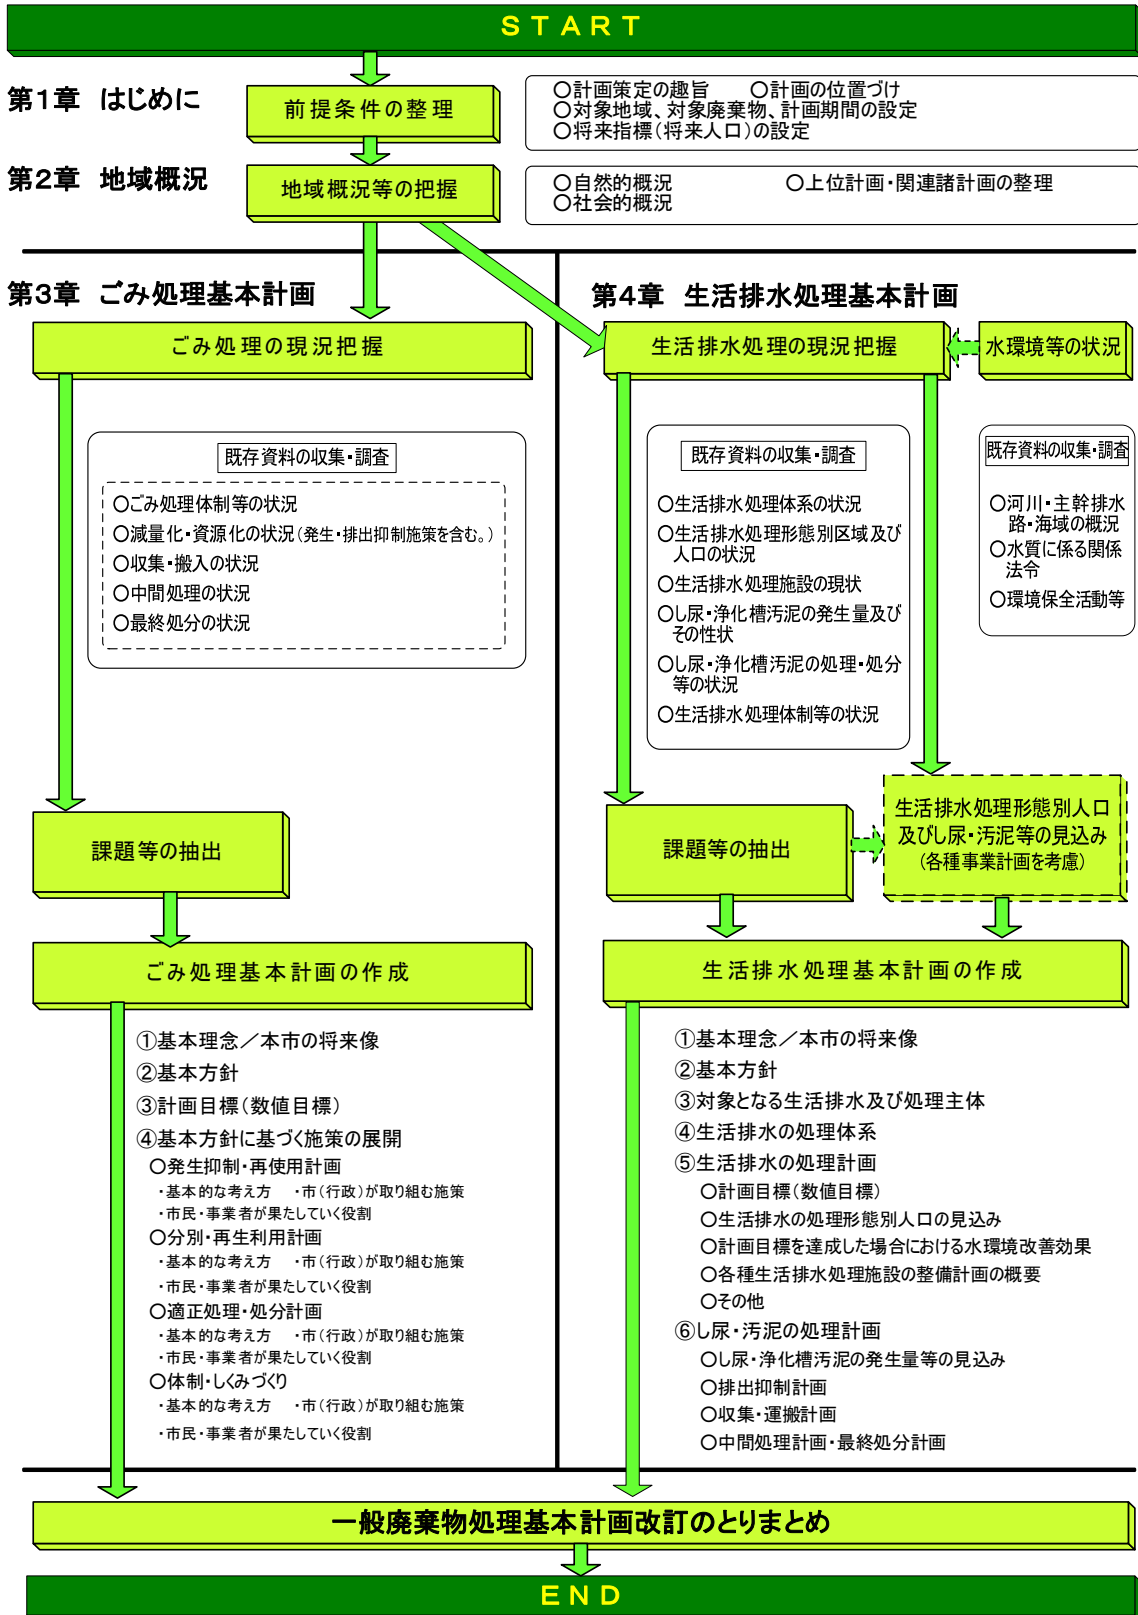 START
第1章 はじめに
前提条件の整理
○計画策定の趣旨 ○計画の位置づけ
○対象地域、対象廃棄物、計画期間の設定
○将来指標(将来人口)の設定
第2章 地域概況
地域概況等の把握
○自然的概況 ○上位計画・関連諸計画の整理
○社会的概況
第3章 ごみ処理基本計画
ごみ処理の現況把握
既存資料の収集・調査
○ごみ処理体制等の状況
○減量化・資源化の状況(発生・排出抑制施策を含む。)
○収集・搬入の状況
○中間処理の状況
○最終処分の状況
課題等の抽出
ごみ処理基本計画の作成
①基本理念/本市の将来像
②基本方針
③計画目標(数値目標)
④基本方針に基づく施策の展開
○発生抑制・再使用計画
・基本的な考え方 ・市(行政)が取り組む施策
・市民・事業者が果たしていく役割
○分別・再生利用計画
・基本的な考え方 ・市(行政)が取り組む施策
・市民・事業者が果たしていく役割
○適正処理・処分計画
・基本的な考え方 ・市(行政)が取り組む施策
・市民・事業者が果たしていく役割
○体制・しくみづくり
・基本的な考え方 ・市(行政)が取り組む施策
・市民・事業者が果たしていく役割
第4章 生活排水処理基本計画
生活排水処理の現況把握
水環境等の状況
既存資料の収集・調査
○生活排水処理体系の状況
○生活排水処理形態別区域及び
人口の状況
○生活排水処理施設の現状
○し尿・浄化槽汚泥の発生量及び
その性状
○し尿・浄化槽汚泥の処理・処分
等の状況
○生活排水処理体制等の状況
既存資料の収集・調査
○河川・主幹排水
路・海域の概況
○水質に係る関係
法令
○環境保全活動等
課題等の抽出
生活排水処理形態別人口
及びし尿・汚泥等の見込み
(各種事業計画を考慮)
生活排水処理基本計画の作成
①基本理念/本市の将来像
②基本方針
③対象となる生活排水及び処理主体
④生活排水の処理体系
⑤生活排水の処理計画
○計画目標(数値目標)
○生活排水の処理形態別人口の見込み
○計画目標を達成した場合における水環境改善効果
○各種生活排水処理施設の整備計画の概要
○その他
⑥し尿・汚泥の処理計画
○し尿・浄化槽汚泥の発生量等の見込み
○排出抑制計画
○収集・運搬計画
○中間処理計画・最終処分計画
一般廃棄物処理基本計画改訂のとりまとめ
END